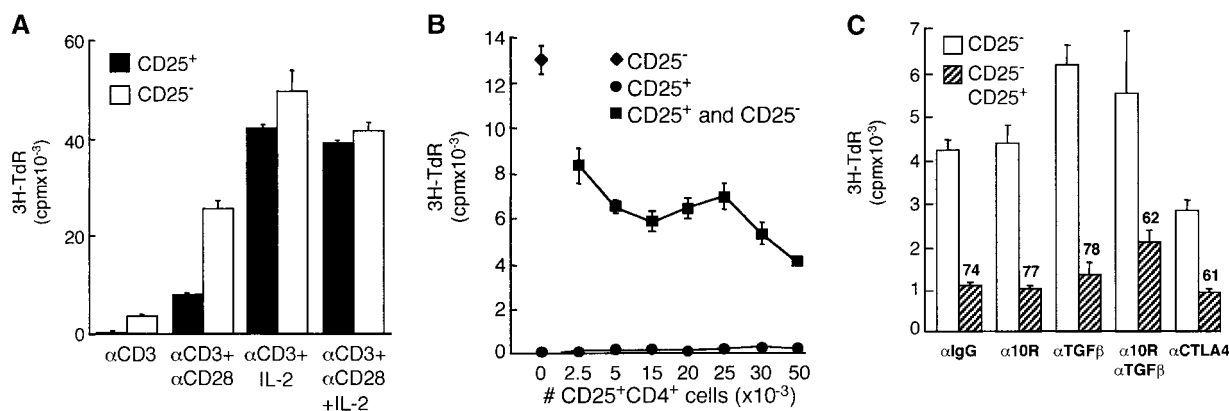 A
60
40
20
0
3H-TdR
(cpmx10⁻³)
CD25⁺
CD25⁻
αCD3
αCD3+
αCD28
αCD3+
IL-2
αCD3+
αCD28
+IL-2
B
14
12
10
8
6
4
2
0
3H-TdR
(cpmx10⁻³)
CD25⁻
CD25⁺
CD25⁺ and CD25⁻
0 2.5 5 15 20 25 30 50
# CD25⁺CD4⁺ cells (x10⁻³)
C
7
6
5
4
3
2
1
0
3H-TdR
(cpmx10⁻³)
CD25⁻
CD25⁻
CD25⁺
74
77
78
62
61
αIgG
α10R
αTGFβ
α10R
αTGFβ
αCTLA4